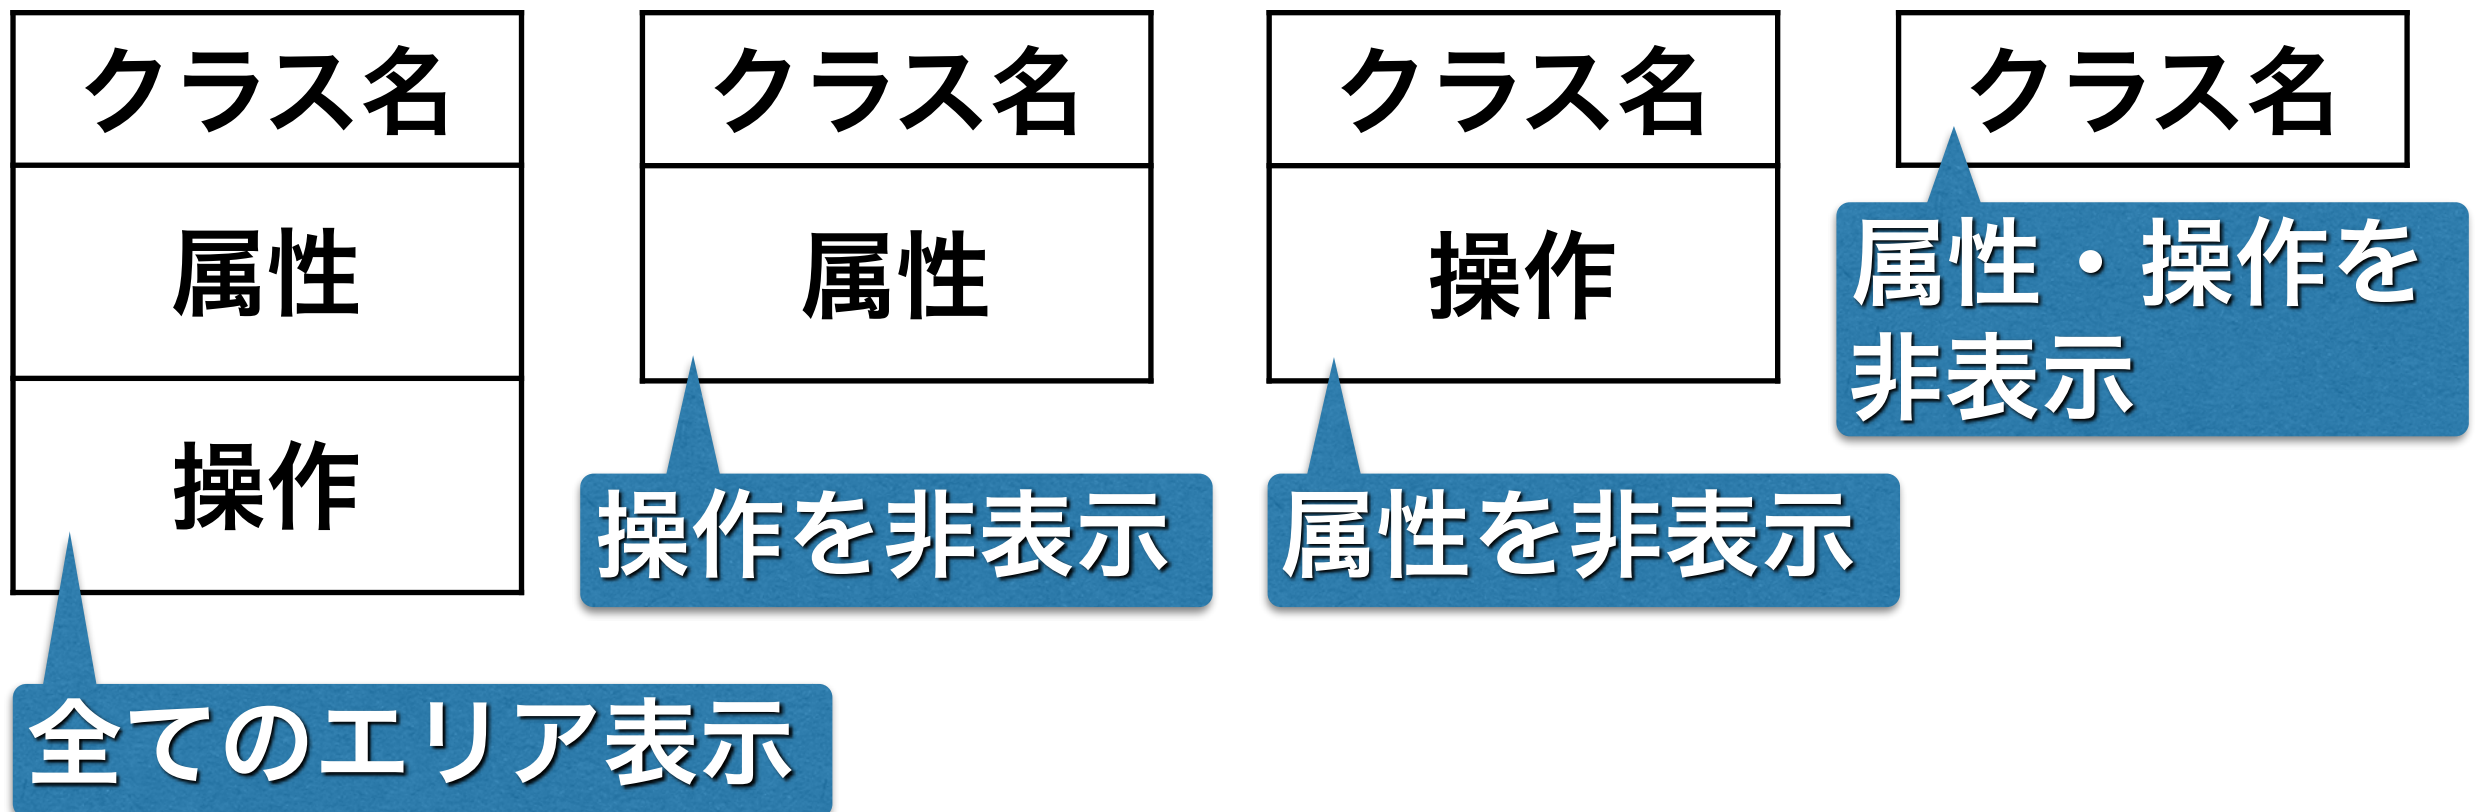 クラス名
属性
操作
全てのエリア表示
クラス名
属性
操作を非表示
クラス名
操作
属性を非表示
クラス名
属性・操作を
非表示